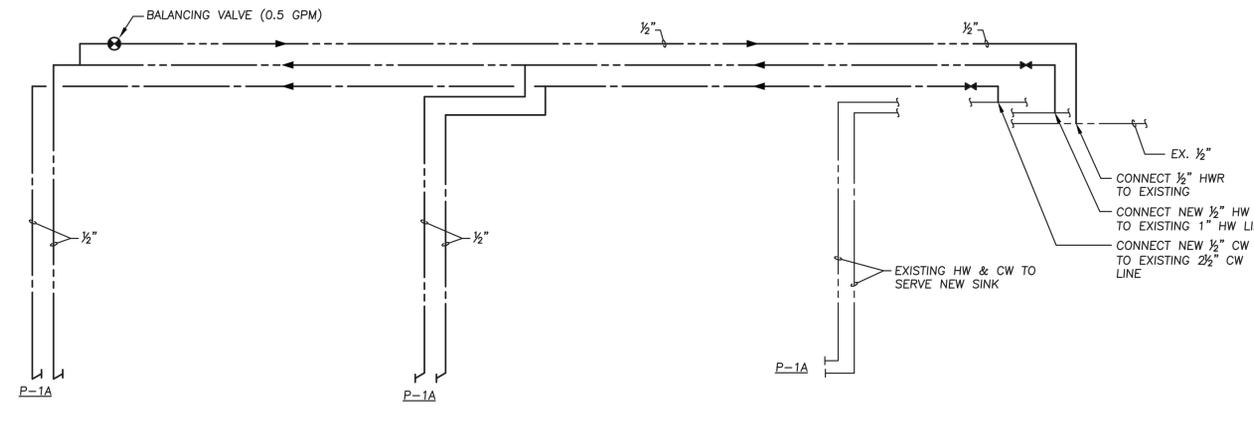 BALANCING VALVE (0.5 GPM)
½"
½"
EX. ½"
CONNECT ½" HWR
TO EXISTING
CONNECT NEW ½" HW
TO EXISTING 1" HW LI
CONNECT NEW ½" CW
TO EXISTING 2½" CW
LINE
½"
½"
EXISTING HW & CW TO
SERVE NEW SINK
P-1A
P-1A
P-1A